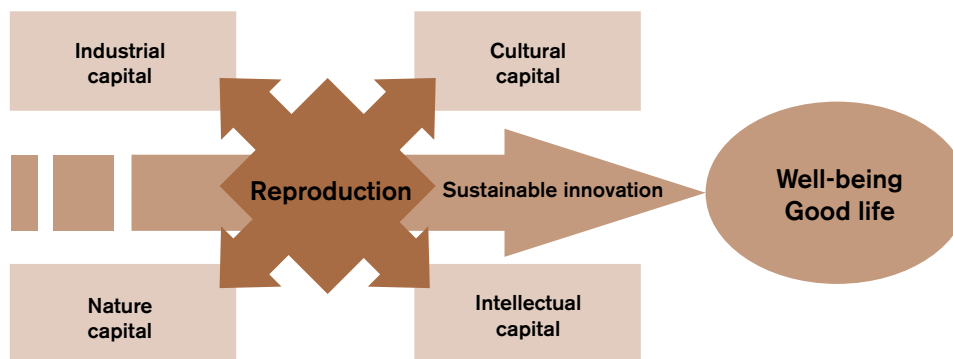 Industrial
capital
Cultural
capital
Reproduction
Sustainable innovation
Well-being
Good life
Nature
capital
Intellectual
capital